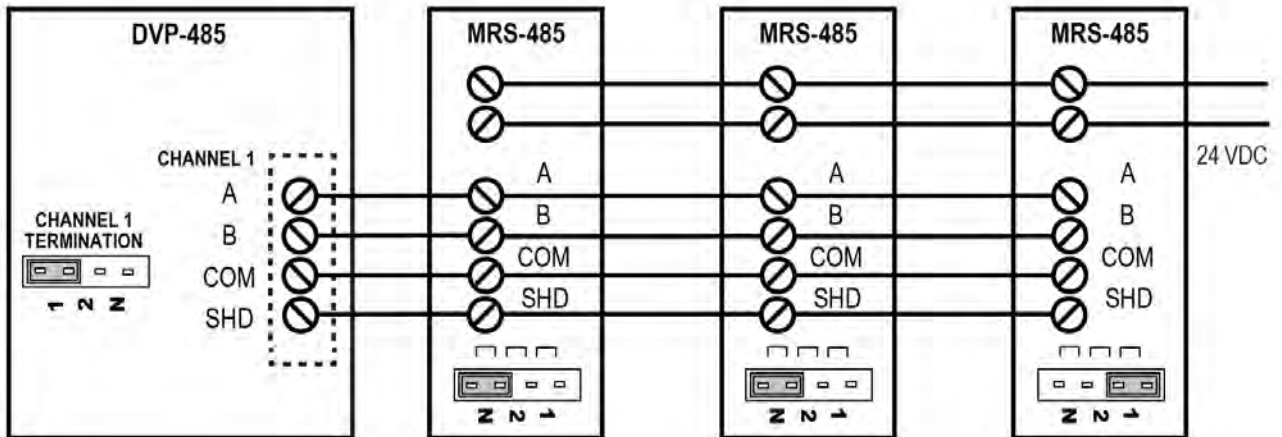 DVP-485
MRS-485
MRS-485
MRS-485
24 VDC
CHANNEL 1
A
B
COM
SHD
CHANNEL 1
TERMINATION
1 2 N
A
B
COM
SHD
N 2 1
A
B
COM
SHD
N 2 1
A
B
COM
SHD
N 2 1